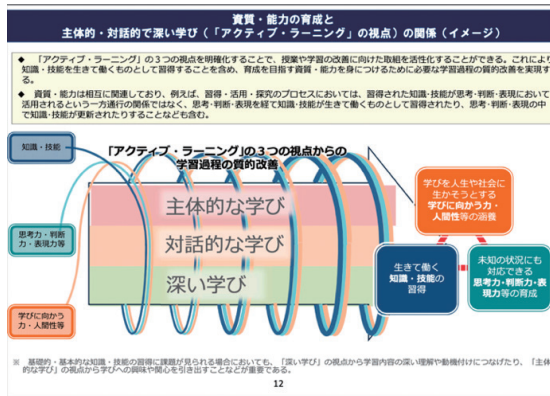 資質・能力の育成と
主体的・対話的で深い学び（「アクティブ・ラーニング」の視点）の関係（イメージ）
◆ 「アクティブ・ラーニング」の３つの視点を明確化することで、授業や学習の改善に向けた取組を活性化することができる。これにより
知識・技能を生きて働くものとして習得することを含め、育成を目指す資質・能力を身につけるために必要な学習過程の質的改善を実現す
る。
◆ 資質・能力は相互に関連しており、例えば、習得・活用・探究のプロセスにおいては、習得された知識・技能が思考・判断・表現において
活用されるという一方通行の関係ではなく、思考・判断・表現を経て知識・技能が生きて働くものとして習得されたり、思考・判断・表現の中
で知識・技能が更新されたりすることなども含む。
知識・技能
「アクティブ・ラーニング」の３つの視点からの
学習過程の質的改善
主体的な学び
対話的な学び
深い学び
思考力・判断
力・表現力等
学びに向かう
力・人間性等
学びを人生や社会に
生かそうとする
学びに向かう力・
人間性等の涵養
生きて働く
知識・技能の
習得
未知の状況にも
対応できる
思考力・判断力・表
現力等の育成
※ 基礎的・基本的な知識・技能の習得に課題が見られる場合においても、「深い学び」の視点から学習内容の深い理解や動機付けにつなげたり、「主体
的な学び」の視点から学びへの興味や関心を引き出すことなどが重要である。
12